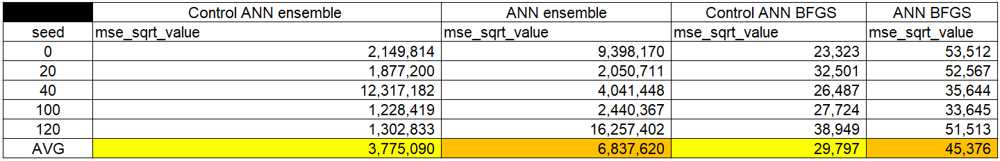 Control ANN ensemble ANN ensemble Control ANN BFGS ANN BFGS
seed mse_sqrt_value mse_sqrt_value mse_sqrt_value mse_sqrt_value
0 2,149,814 9,398,170 23,323 53,512
20 1,877,200 2,050,711 32,501 52,567
40 12,317,182 4,041,448 26,487 35,644
100 1,228,419 2,440,367 27,724 33,645
120 1,302,833 16,257,402 38,949 51,513
AVG 3,775,090 6,837,620 29,797 45,376